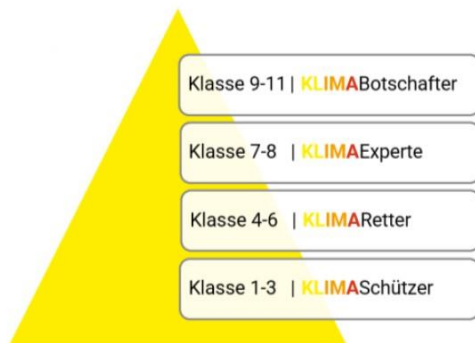 Klasse 9-11 | KLIMABotschafter
Klasse 7-8 | KLIMAExperte
Klasse 4-6 | KLIMARetter
Klasse 1-3 | KLIMASchützer